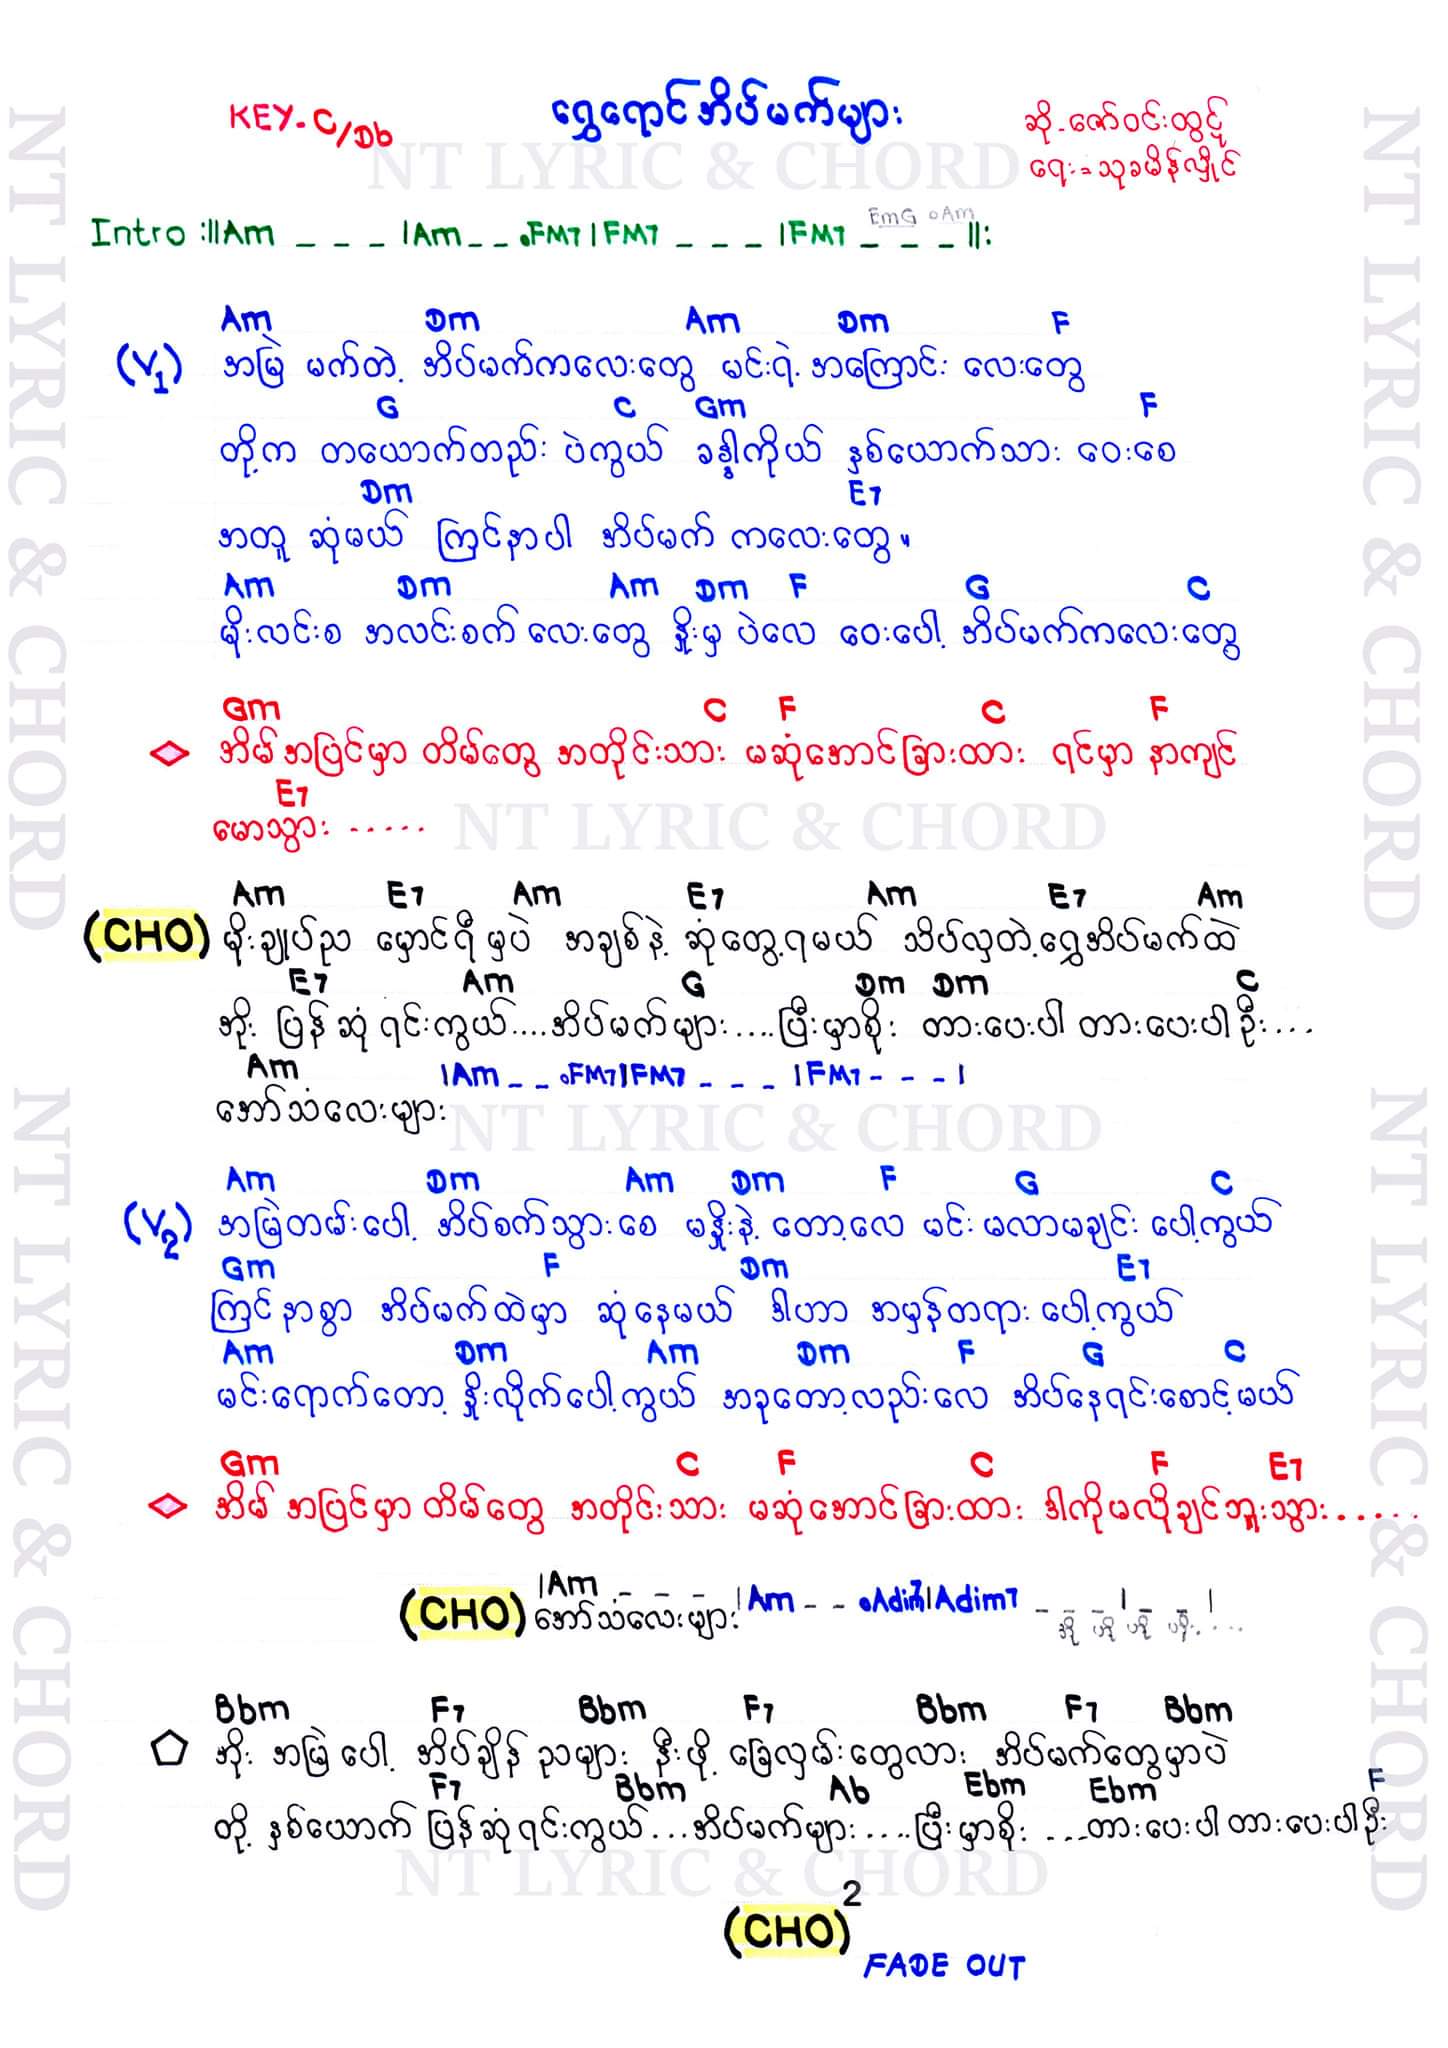 KEY-C/Db
ရွှေရောင်အိပ်မက်များ
ဆို-ဇော်ဝင်းထွဋ်
ရေး=သုခမိန်လှိုင်
NT LYRIC & CHORD
EmG Am
Intro :||Am _ _ _ |Am _ _ .FM7|FM7 _ _ _ |FM7 _ _ _ ||:
Am Dm Am Dm F
(V1) အမြဲ မက်တဲ့ အိပ်မက်ကလေးတွေ မင်းရဲ့ အကြောင်း လေးတွေ
G C Gm F
တို့က တယောက်တည်း ပဲကွယ် ခန္ဓါကိုယ် နှစ်ယောက်သား ဝေးစေ
Dm E7
အတူ ဆုံမယ် ကြင်နာပါ အိပ်မက် ကလေးတွေ။
Am Dm Am Dm F G C
မိုးလင်းစ အလင်းစက် လေးတွေ နှိုးမှ ပဲလေ ဝေးပေါ့ အိပ်မက်ကလေးတွေ
Gm C F C F
အိမ်အပြင်မှာ တိမ်တွေ အတိုင်းသား မဆုံအောင်ခြားထား ရင်မှာ နာကျင်
E7
မောသွား .....
NT LYRIC & CHORD
Am E7 Am E7 Am E7 Am
(CHO) မိုးချုပ်ည မှောင်ရီမှပဲ အချစ်နဲ့ ဆုံတွေ့ရမယ် သိပ်လှတဲ့ရွှေအိပ်မက်ထဲ
E7 Am G Dm Dm C
အိုး ပြန်ဆုံ ရင်းကွယ်....အိပ်မက်များ....ပြီးမှာစိုး တားပေးပါ တားပေးပါဦး....
Am |Am _ _ .FM7|FM7 _ _ _ |FM7 - - - |
အော်သံလေးများ
NT LYRIC & CHORD
Am Dm Am Dm F G C
(V2) အမြဲတမ်းပေါ့ အိပ်စက်သွားစေ မနှိုးနဲ့ တော့လေ မင်း မလာမချင်း ပေါ့ကွယ်
Gm F Dm E7
ကြင်နာစွာ အိပ်မက်ထဲမှာ ဆုံနေမယ် ဒါဟာ အမှန်တရား ပေါ့ကွယ်
Am Dm Am Dm F G C
မင်းရောက်တော့ နှိုးလိုက်ပေါ့ကွယ် အခုတော့လည်းလေ အိပ်နေရင်းစောင့်မယ်
Gm C F C F E7
အိမ် အပြင်မှာ တိမ်တွေ အတိုင်းသား မဆုံအောင်ခြားထား ဒါကိုမလိုချင်ဘူးသွား......
(CHO) |Am _ _ _ |Am _ _ .Adim7|Adim7 _ _ _ | _ _ |
အော်သံလေးများ
Bbm F7 Bbm F7 Bbm F7 Bbm
အိုး အမြဲပေါ့ အိပ်ချိန် ညများ နီးဖို့ ခြေလှမ်းတွေလား အိပ်မက်တွေမှာပဲ
F7 Bbm Ab Ebm Ebm F
တို့ နှစ်ယောက် ပြန်ဆုံရင်းကွယ်...အိပ်မက်များ....ပြီးမှာစိုး ....တားပေးပါ တားပေးပါဦး
NT LYRIC & CHORD
(CHO)2
FADE OUT
NT LYRIC & CHORD
NT LYRIC & CHORD
NT LYRIC & CHORD
NT LYRIC & CHORD